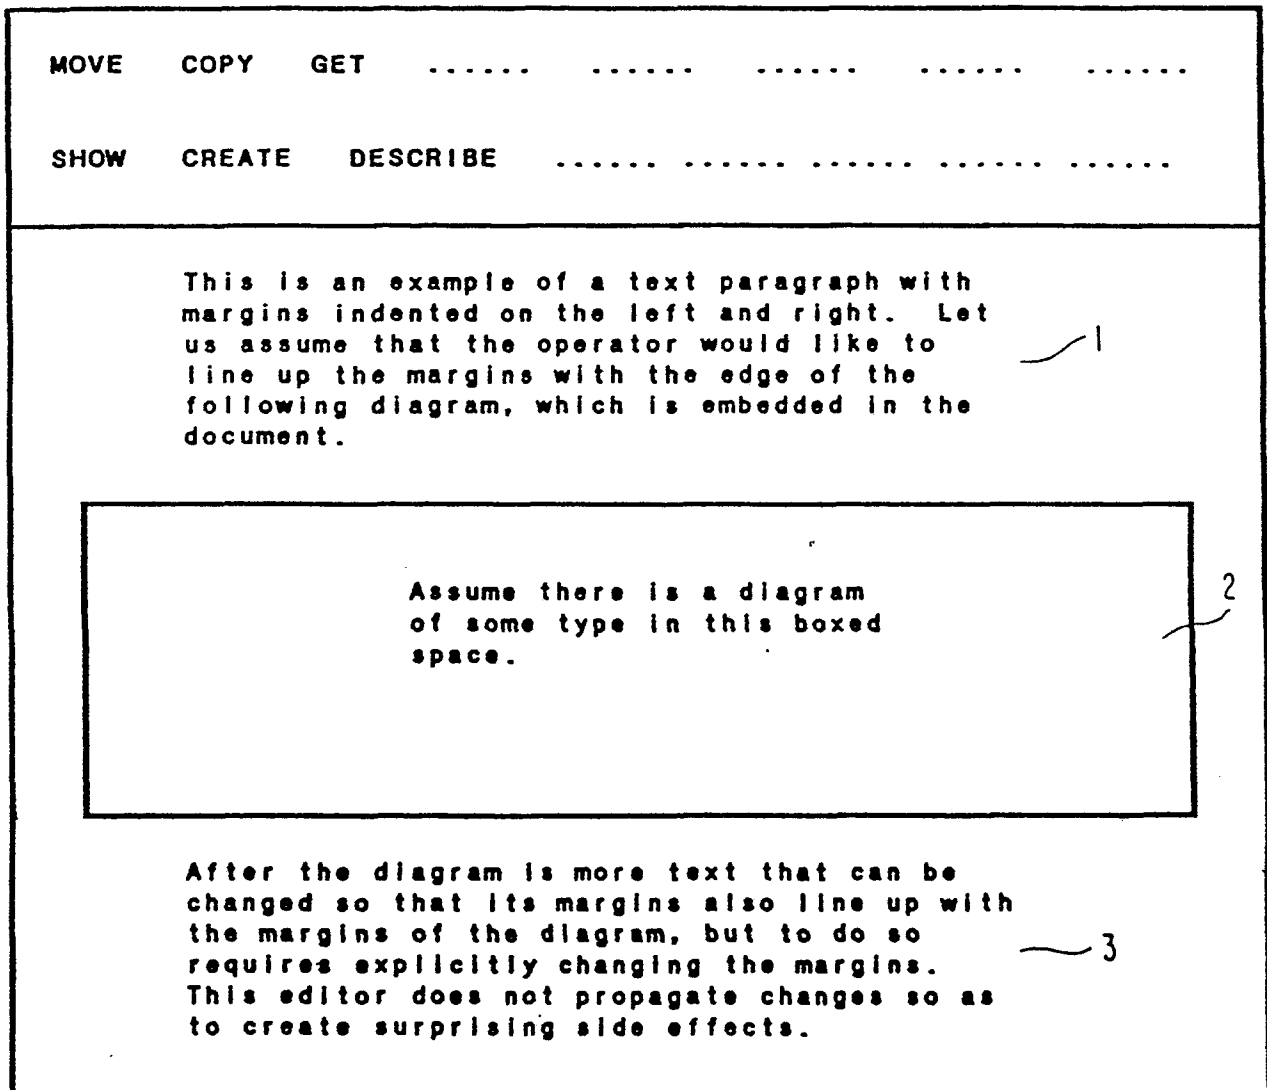 MOVE COPY GET ...... ...... ...... ...... ......
SHOW CREATE DESCRIBE ...... ...... ...... ...... ......
This is an example of a text paragraph with
margins indented on the left and right. Let
us assume that the operator would like to
line up the margins with the edge of the
following diagram, which is embedded in the
document.
1
Assume there is a diagram
of some type in this boxed
space.
2
After the diagram is more text that can be
changed so that its margins also line up with
the margins of the diagram, but to do so
requires explicitly changing the margins.
This editor does not propagate changes so as
to create surprising side effects.
3